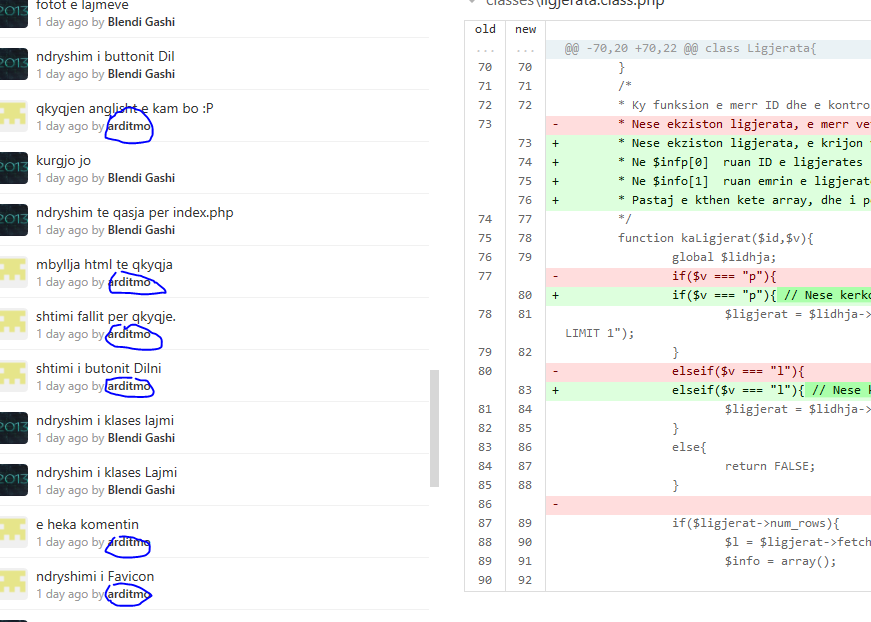 fotot e lajmeve
1 day ago by Blendi Gashi
2013
ndryshim i buttonit Dil
1 day ago by Blendi Gashi
qkyqjen anglisht e kam bo :P
1 day ago by arditmo
2013
kurgjo jo
1 day ago by Blendi Gashi
2013
ndryshim te qasja per index.php
1 day ago by Blendi Gashi
mbyllja html te qkyqja
1 day ago by arditmo
shtimi fallit per qkyqje.
1 day ago by arditmo
shtimi i butonit Dilni
1 day ago by arditmo
2013
ndryshim i klases lajmi
1 day ago by Blendi Gashi
2013
ndryshim i klases Lajmi
1 day ago by Blendi Gashi
e heka komentin
1 day ago by arditmo
ndryshimi i Favicon
1 day ago by arditmo
classes\ligjerata.class.php
old new
... ... @@ -70,20 +70,22 @@ class Ligjerata{
70 70 }
71 71 /*
72 72 * Ky funksion e merr ID dhe e kontro
73 - * Nese ekziston ligjerata, e merr ve
73 + * Nese ekziston ligjerata, e krijon
74 + * Ne $infp[0] ruan ID e ligjerates
75 + * Ne $info[1] ruan emrin e ligjerat
76 + * Pastaj e kthen kete array, dhe i p
74 77 */
75 78 function kaLigjerat($id,$v){
76 79 global $lidhja;
77 - if($v === "p"){
80 + if($v === "p"){ // Nese kerko
78 81 $ligjerat = $lidhja->
LIMIT 1");
79 82 }
80 - elseif($v === "l"){
83 + elseif($v === "l"){ // Nese k
81 84 $ligjerat = $lidhja->
82 85 }
83 86 else{
84 87 return FALSE;
85 88 }
86 -
87 89 if($ligjerat->num_rows){
88 90 $l = $ligjerat->fetch
89 91 $info = array();
90 92